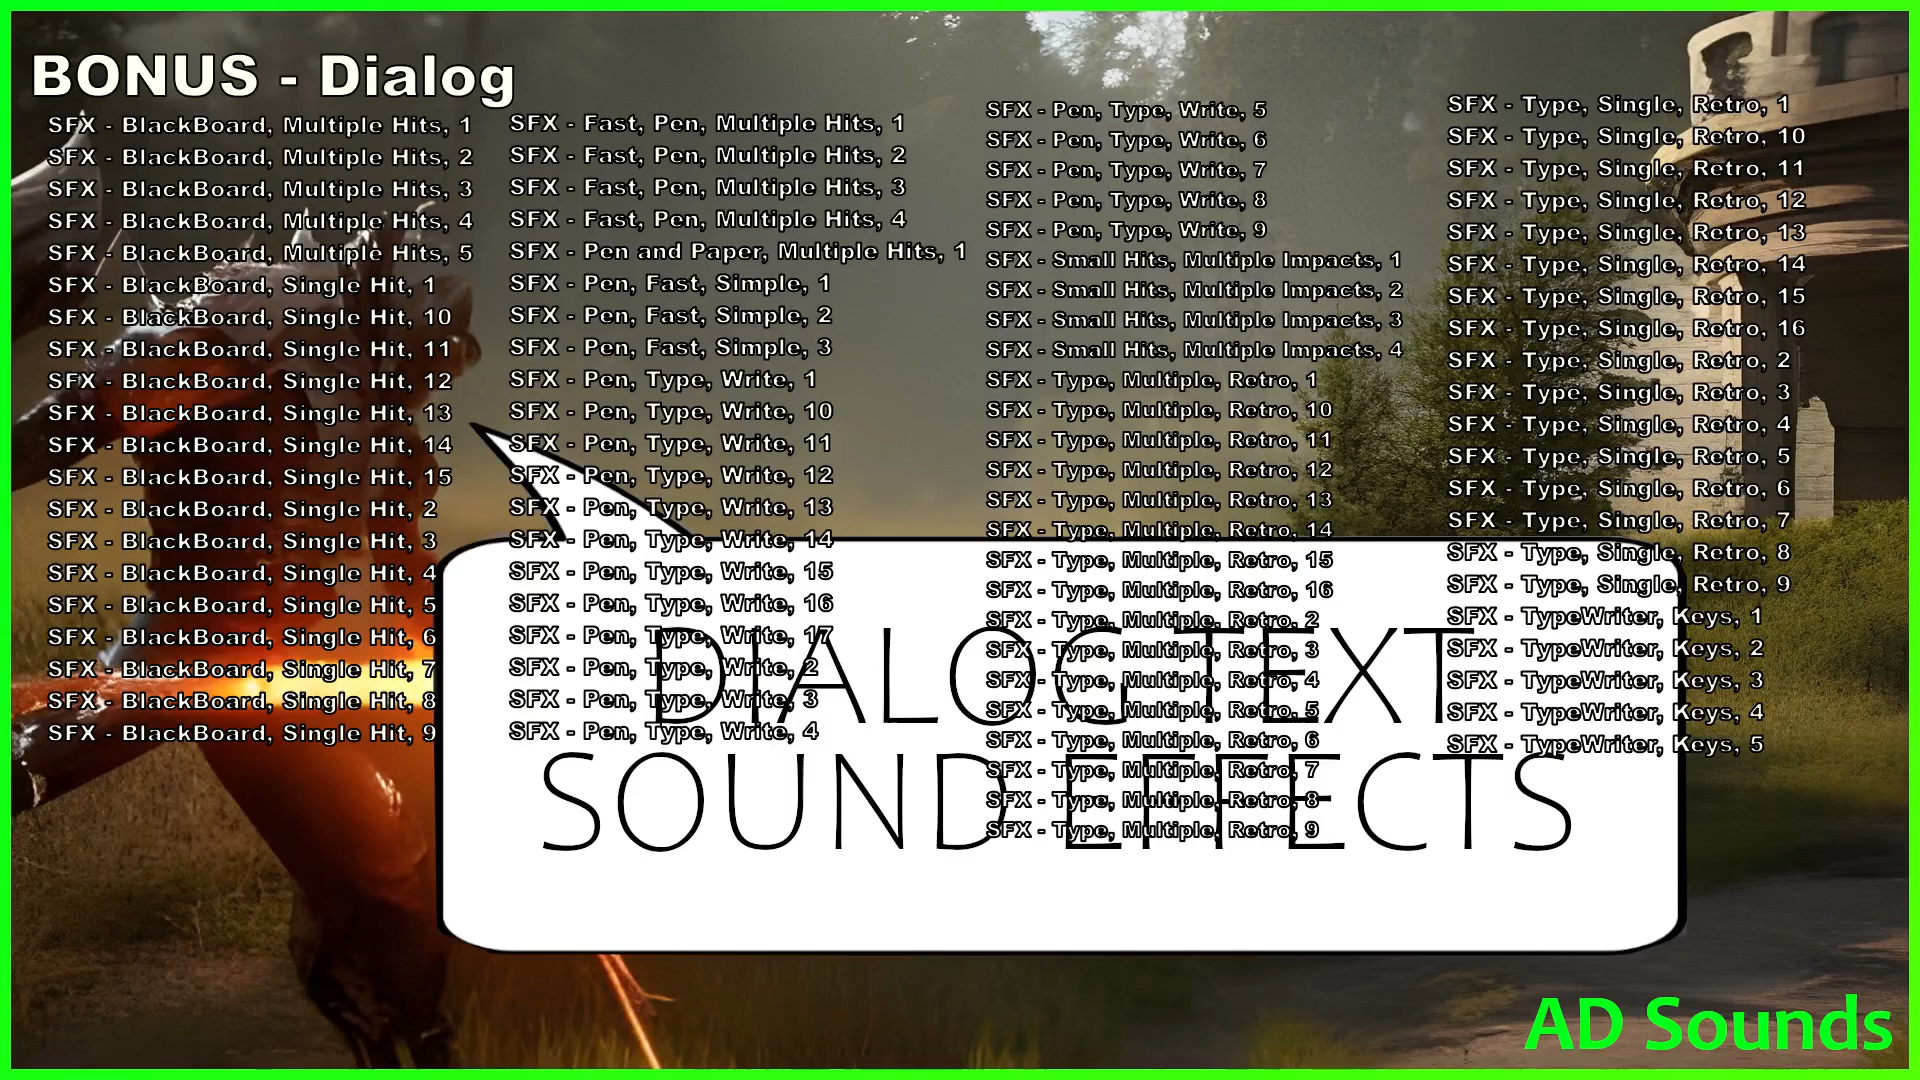 BONUS - Dialog
SFX - BlackBoard, Multiple Hits, 1
SFX - BlackBoard, Multiple Hits, 2
SFX - BlackBoard, Multiple Hits, 3
SFX - BlackBoard, Multiple Hits, 4
SFX - BlackBoard, Multiple Hits, 5
SFX - BlackBoard, Single Hit, 1
SFX - BlackBoard, Single Hit, 10
SFX - BlackBoard, Single Hit, 11
SFX - BlackBoard, Single Hit, 12
SFX - BlackBoard, Single Hit, 13
SFX - BlackBoard, Single Hit, 14
SFX - BlackBoard, Single Hit, 15
SFX - BlackBoard, Single Hit, 2
SFX - BlackBoard, Single Hit, 3
SFX - BlackBoard, Single Hit, 4
SFX - BlackBoard, Single Hit, 5
SFX - BlackBoard, Single Hit, 6
SFX - BlackBoard, Single Hit, 7
SFX - BlackBoard, Single Hit, 8
SFX - BlackBoard, Single Hit, 9
SFX - Fast, Pen, Multiple Hits, 1
SFX - Fast, Pen, Multiple Hits, 2
SFX - Fast, Pen, Multiple Hits, 3
SFX - Fast, Pen, Multiple Hits, 4
SFX - Pen and Paper, Multiple Hits, 1
SFX - Pen, Fast, Simple, 1
SFX - Pen, Fast, Simple, 2
SFX - Pen, Fast, Simple, 3
SFX - Pen, Type, Write, 1
SFX - Pen, Type, Write, 10
SFX - Pen, Type, Write, 11
SFX - Pen, Type, Write, 12
SFX - Pen, Type, Write, 13
SFX - Pen, Type, Write, 14
SFX - Pen, Type, Write, 15
SFX - Pen, Type, Write, 16
SFX - Pen, Type, Write, 17
SFX - Pen, Type, Write, 2
SFX - Pen, Type, Write, 3
SFX - Pen, Type, Write, 4
SFX - Pen, Type, Write, 5
SFX - Pen, Type, Write, 6
SFX - Pen, Type, Write, 7
SFX - Pen, Type, Write, 8
SFX - Pen, Type, Write, 9
SFX - Small Hits, Multiple Impacts, 1
SFX - Small Hits, Multiple Impacts, 2
SFX - Small Hits, Multiple Impacts, 3
SFX - Small Hits, Multiple Impacts, 4
SFX - Type, Multiple, Retro, 1
SFX - Type, Multiple, Retro, 10
SFX - Type, Multiple, Retro, 11
SFX - Type, Multiple, Retro, 12
SFX - Type, Multiple, Retro, 13
SFX - Type, Multiple, Retro, 14
SFX - Type, Multiple, Retro, 15
SFX - Type, Multiple, Retro, 16
SFX - Type, Multiple, Retro, 2
SFX - Type, Multiple, Retro, 3
SFX - Type, Multiple, Retro, 4
SFX - Type, Multiple, Retro, 5
SFX - Type, Multiple, Retro, 6
SFX - Type, Multiple, Retro, 7
SFX - Type, Multiple, Retro, 8
SFX - Type, Multiple, Retro, 9
SFX - Type, Single, Retro, 1
SFX - Type, Single, Retro, 10
SFX - Type, Single, Retro, 11
SFX - Type, Single, Retro, 12
SFX - Type, Single, Retro, 13
SFX - Type, Single, Retro, 14
SFX - Type, Single, Retro, 15
SFX - Type, Single, Retro, 16
SFX - Type, Single, Retro, 2
SFX - Type, Single, Retro, 3
SFX - Type, Single, Retro, 4
SFX - Type, Single, Retro, 5
SFX - Type, Single, Retro, 6
SFX - Type, Single, Retro, 7
SFX - Type, Single, Retro, 8
SFX - Type, Single, Retro, 9
SFX - TypeWriter, Keys, 1
SFX - TypeWriter, Keys, 2
SFX - TypeWriter, Keys, 3
SFX - TypeWriter, Keys, 4
SFX - TypeWriter, Keys, 5
DIALOG TEXT
SOUND EFFECTS
AD Sounds